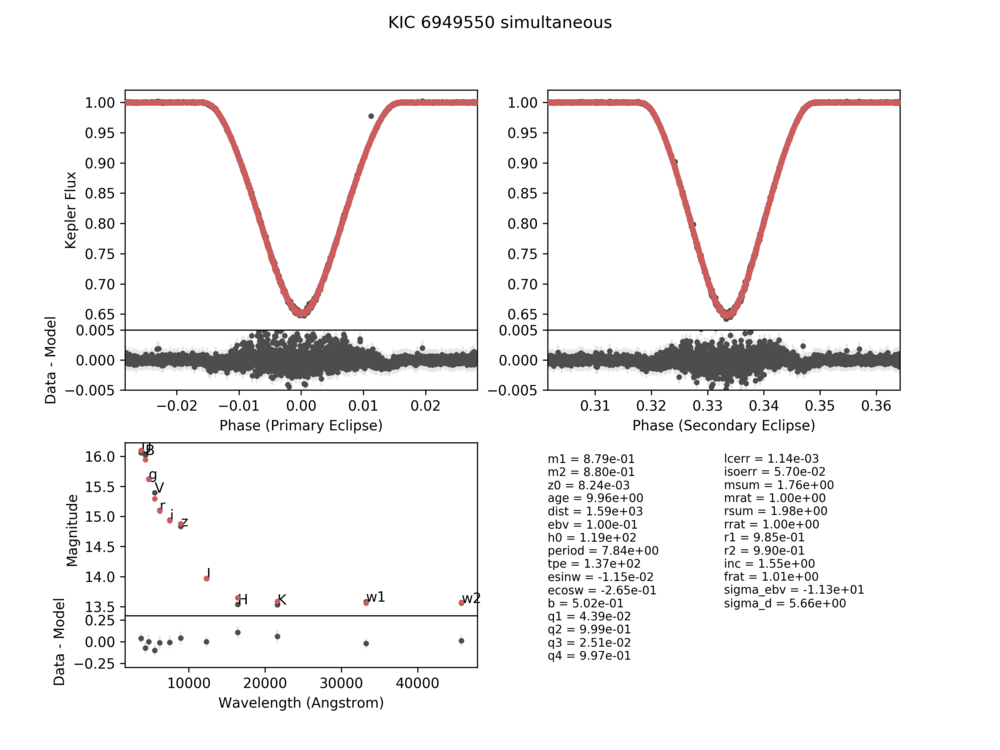 KIC 6949550 simultaneous
1.00
0.95
0.90
0.85
0.80
0.75
0.70
0.65
Kepler Flux
0.005
0.000
−0.005
Data - Model
−0.02 −0.01 0.00 0.01 0.02
Phase (Primary Eclipse)
1.00
0.95
0.90
0.85
0.80
0.75
0.70
0.65
0.005
0.000
−0.005
0.31 0.32 0.33 0.34 0.35 0.36
Phase (Secondary Eclipse)
16.0
15.5
15.0
14.5
14.0
13.5
Magnitude
U B
g
V
r
i
z
J
H
K
w1
w2
0.25
0.00
−0.25
Data - Model
10000 20000 30000 40000
Wavelength (Angstrom)
m1 = 8.79e-01
m2 = 8.80e-01
z0 = 8.24e-03
age = 9.96e+00
dist = 1.59e+03
ebv = 1.00e-01
h0 = 1.19e+02
period = 7.84e+00
tpe = 1.37e+02
esinw = -1.15e-02
ecosw = -2.65e-01
b = 5.02e-01
q1 = 4.39e-02
q2 = 9.99e-01
q3 = 2.51e-02
q4 = 9.97e-01
lcerr = 1.14e-03
isoerr = 5.70e-02
msum = 1.76e+00
mrat = 1.00e+00
rsum = 1.98e+00
rrat = 1.00e+00
r1 = 9.85e-01
r2 = 9.90e-01
inc = 1.55e+00
frat = 1.01e+00
sigma_ebv = -1.13e+01
sigma_d = 5.66e+00